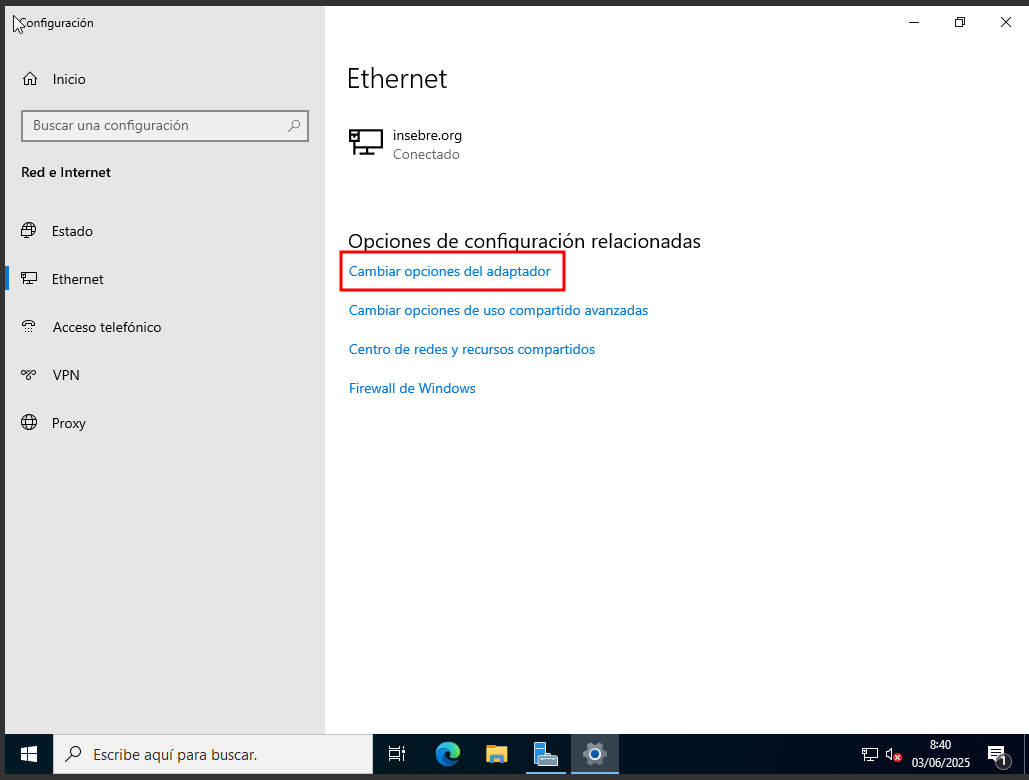 Configuración
Inicio
Buscar una configuración
Red e Internet
Estado
Ethernet
Acceso telefónico
VPN
Proxy
Ethernet
insebre.org
Conectado
Opciones de configuración relacionadas
Cambiar opciones del adaptador
Cambiar opciones de uso compartido avanzadas
Centro de redes y recursos compartidos
Firewall de Windows
Escribe aquí para buscar.
8:40
03/06/2025
1